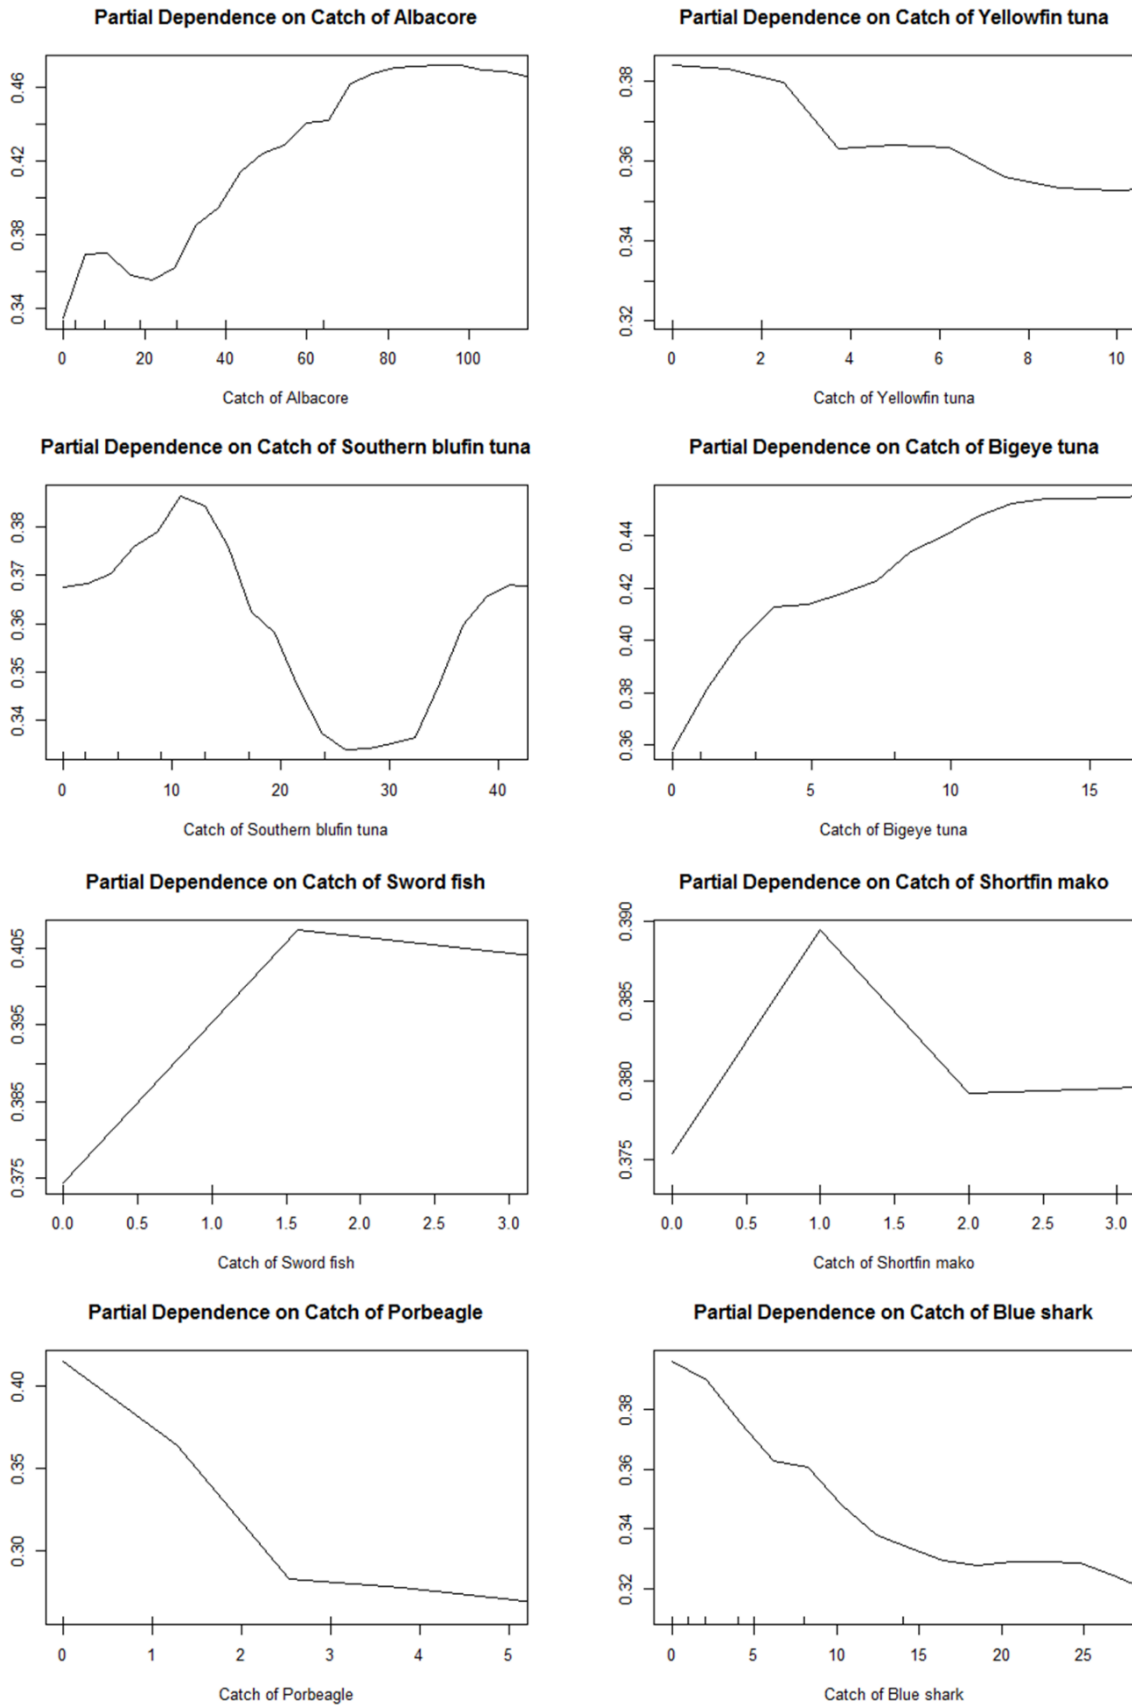 Partial Dependence on Catch of Albacore
0.46
0.42
0.38
0.34
0 20 40 60 80 100
Catch of Albacore
Partial Dependence on Catch of Yellowfin tuna
0.38
0.36
0.34
0.32
0 2 4 6 8 10
Catch of Yellowfin tuna
Partial Dependence on Catch of Southern blufin tuna
0.38
0.37
0.36
0.35
0.34
0 10 20 30 40
Catch of Southern blufin tuna
Partial Dependence on Catch of Bigeye tuna
0.44
0.42
0.40
0.38
0.36
0 5 10 15
Catch of Bigeye tuna
Partial Dependence on Catch of Sword fish
0.405
0.395
0.385
0.375
0.0 0.5 1.0 1.5 2.0 2.5 3.0
Catch of Sword fish
Partial Dependence on Catch of Shortfin mako
0.390
0.385
0.380
0.375
0.0 0.5 1.0 1.5 2.0 2.5 3.0
Catch of Shortfin mako
Partial Dependence on Catch of Porbeagle
0.40
0.35
0.30
0 1 2 3 4 5
Catch of Porbeagle
Partial Dependence on Catch of Blue shark
0.38
0.36
0.34
0.32
0 5 10 15 20 25
Catch of Blue shark